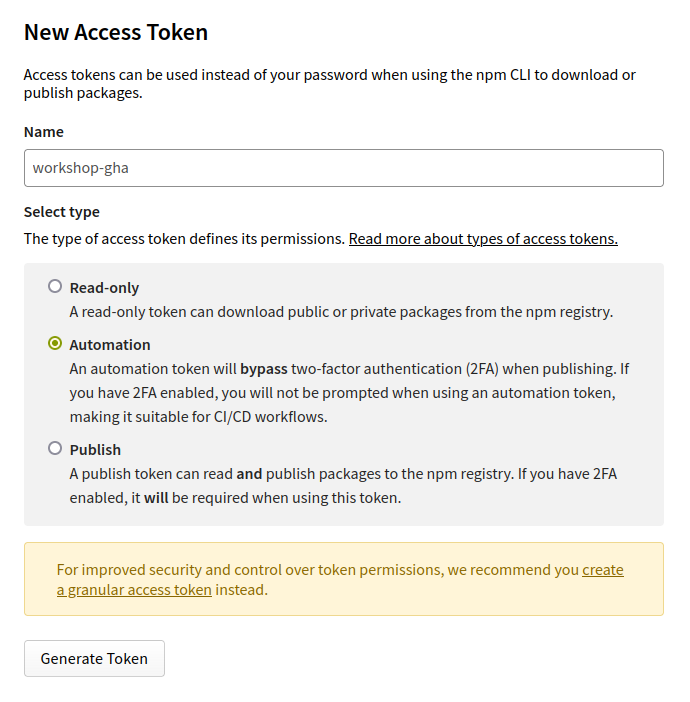 New Access Token
Access tokens can be used instead of your password when using the npm CLI to download or
publish packages.
Name
workshop-gha
Select type
The type of access token defines its permissions. Read more about types of access tokens.
Read-only
A read-only token can download public or private packages from the npm registry.
Automation
An automation token will bypass two-factor authentication (2FA) when publishing. If
you have 2FA enabled, you will not be prompted when using an automation token,
making it suitable for CI/CD workflows.
Publish
A publish token can read and publish packages to the npm registry. If you have 2FA
enabled, it will be required when using this token.
For improved security and control over token permissions, we recommend you create
a granular access token instead.
Generate Token